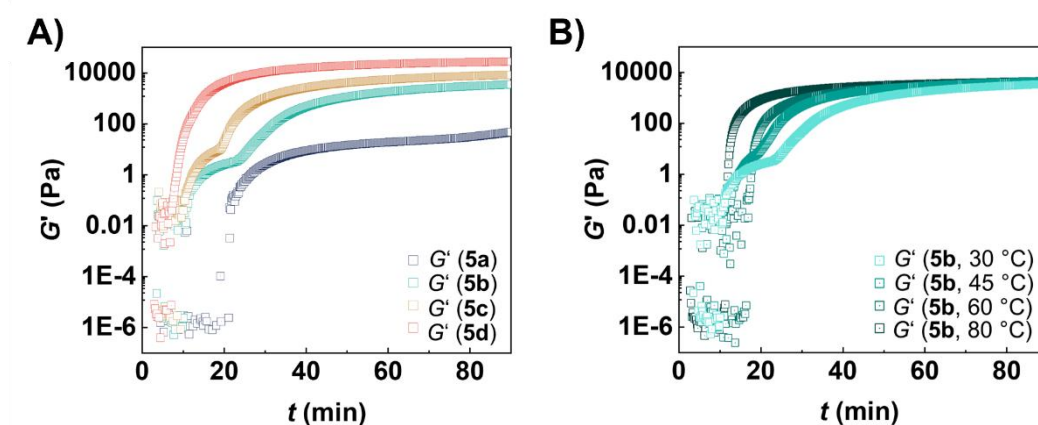 A)
10000
100
1
0.01
1E-4
1E-6
G' (Pa)
0 20 40 60 80
t (min)
G‘ (5a)
G‘ (5b)
G‘ (5c)
G‘ (5d)
B)
10000
100
1
0.01
1E-4
1E-6
G' (Pa)
0 20 40 60 80
t (min)
G‘ (5b, 30 °C)
G‘ (5b, 45 °C)
G‘ (5b, 60 °C)
G‘ (5b, 80 °C)